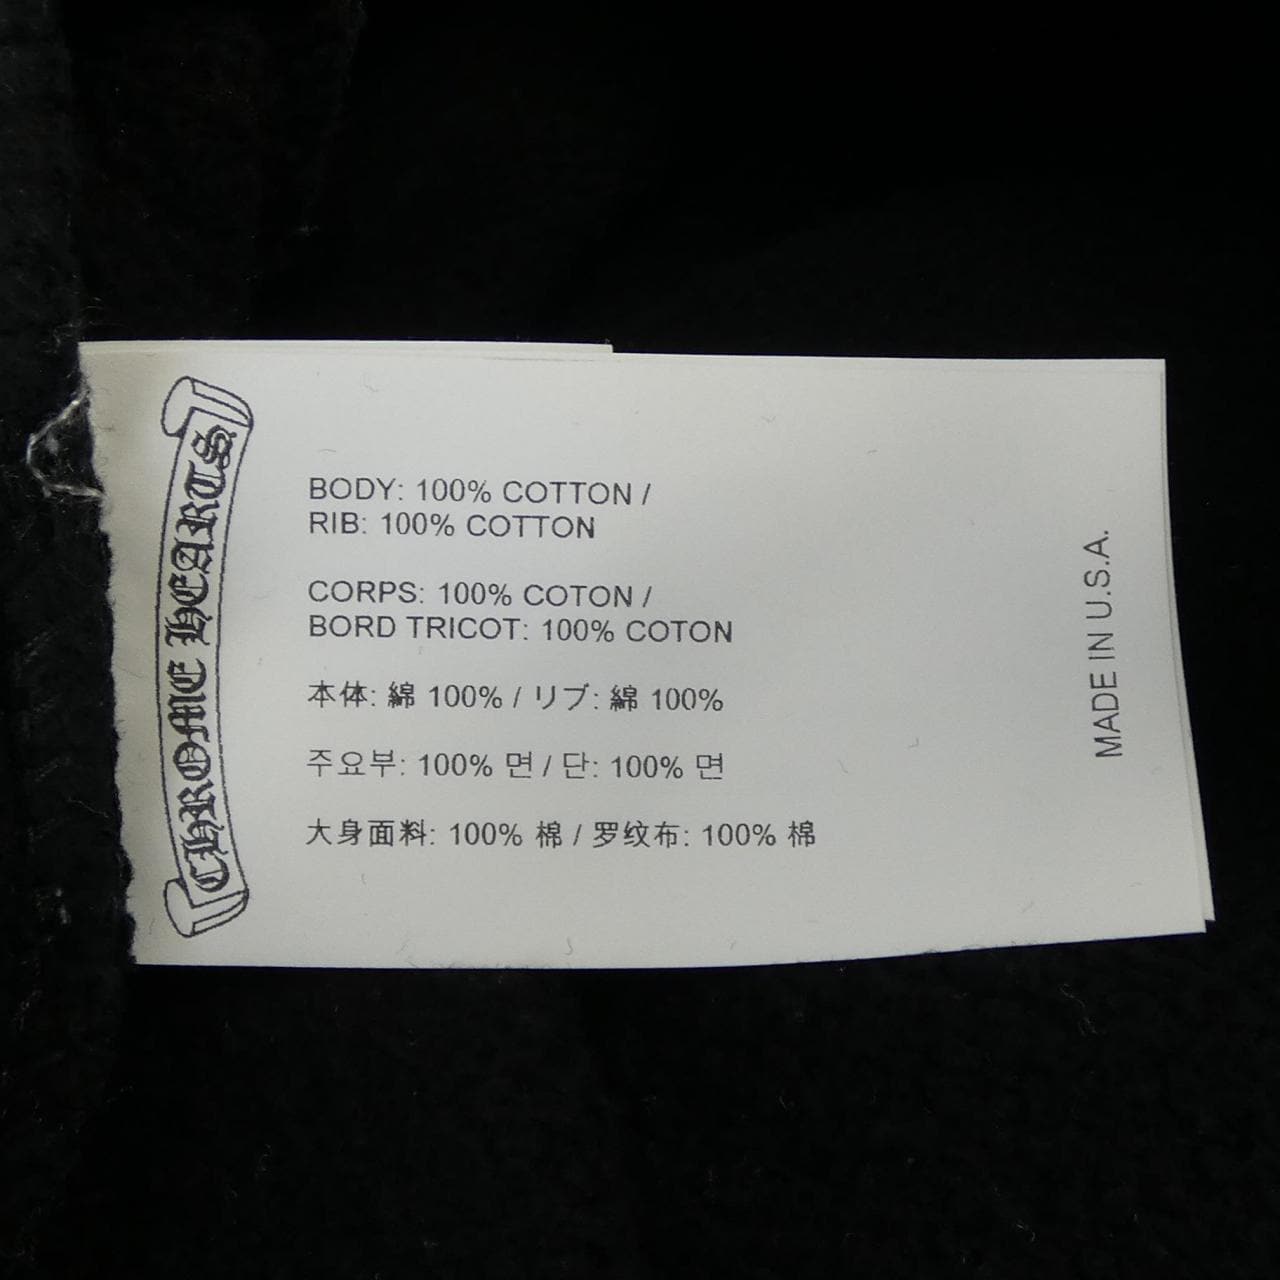 CHROME HEARTS
BODY: 100% COTTON /
RIB: 100% COTTON
CORPS: 100% COTON /
BORD TRICOT: 100% COTON
本体: 綿 100% / リブ: 綿 100%
주요부: 100% 면 / 단: 100% 면
大身面料: 100% 棉 / 罗纹布: 100% 棉
MADE IN U.S.A.